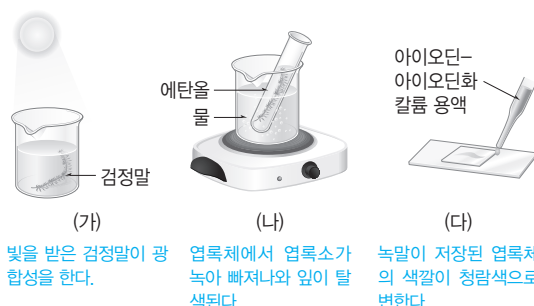 에탄올
물
검정말
아이오딘-
아이오딘화
칼륨 용액
(가)
(나)
(다)
빛을 받은 검정말이 광
합성을 한다.
엽록체에서 엽록소가
녹아 빠져나와 잎이 탈
색된다
녹말이 저장된 엽록체
의 색깔이 청람색으로
변한다